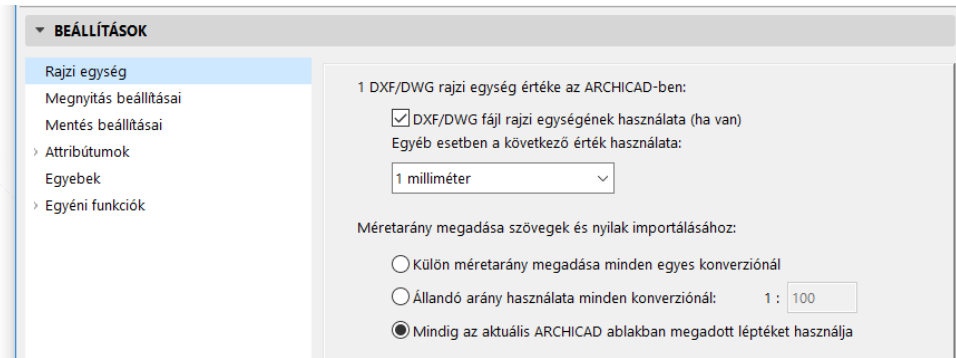 BEÁLLÍTÁSOK
Rajzi egység
Megnyitás beállításai
Mentés beállításai
Attribútumok
Egyebek
Egyéni funkciók
1 DXF/DWG rajzi egység értéke az ARCHICAD-ben:
DXF/DWG fájl rajzi egységének használata (ha van)
Egyéb esetben a következő érték használata:
1 milliméter
Méretarány megadása szövegek és nyilak importálásához:
Külön méretarány megadása minden egyes konverziónál
Állandó arány használata minden konverziónál: 1 : 100
Mindig az aktuális ARCHICAD ablakban megadott léptéket használja